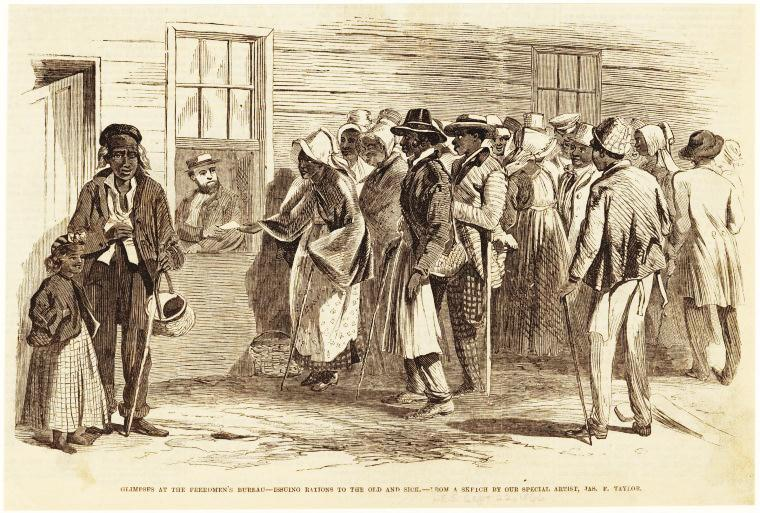 GLIMPSES AT THE FREEDMEN'S BUREAU—ISSUING RATIONS TO THE OLD AND SICK.—FROM A SKETCH BY OUR SPECIAL ARTIST, JAS. E. TAYLOR.